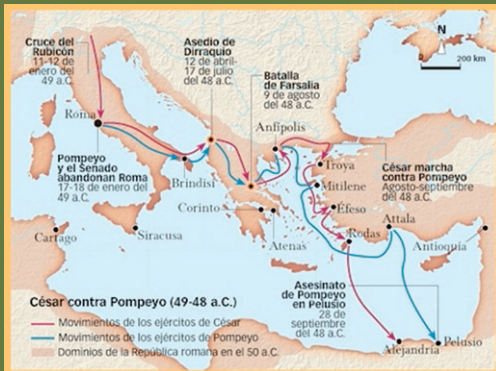 Cruce del
Rubicón
11-12 de
enero del
49 a.C.
Asedio de
Dirraquio
12 de abril-
17 de julio
del 48 a.C.
N
200 km
Batalla
de Farsalia
9 de agosto
del 48 a.C.
Roma
Anfípolis
Pompeyo
y el Senado
abandonan Roma
17-18 de enero del
49 a.C.
Brindisi
Troya
César marcha
contra Pompeyo
Agosto-septiembre
del 48 a.C.
Mitilene
Corinto
Éfeso
Attala
Cartago
Siracusa
Atenas
Rodas
Antioquía
Asesinato
de Pompeyo
en Pelusio
28 de
septiembre
del 48 a.C.
César contra Pompeyo (49-48 a.C.)
Movimientos de los ejércitos de César
Movimientos de los ejércitos de Pompeyo
Dominios de la República romana en el 50 a.C.
Alejandría
Pelusio